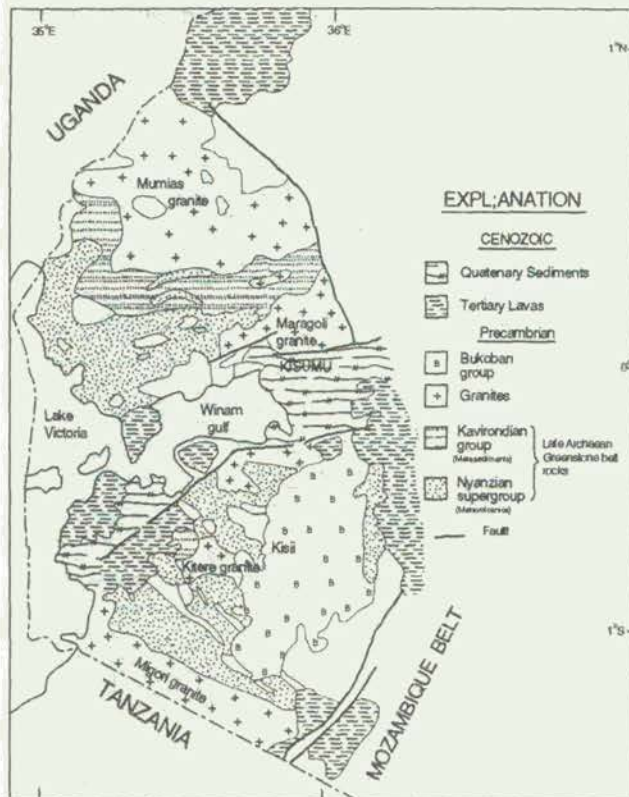 35°E
36°E
1°N
UGANDA
Mumias
granite
EXPL;ANATION
CENOZOIC
Quatenary Sediments
Tertiary Lavas
Precambrian
Bukoban
group
Granites
Kavirondian
group
(Metasediments)
Late Archaean
Greenstone belt
rocks
Nyanzian
supergroup
(Metavolcanics)
Fault
Maragoli
granite
KISUMU
Lake
Victoria
Winam
gulf
Kisii
Kitere granite
1°S
Migori granite
TANZANIA
MOZAMBIQUE BELT